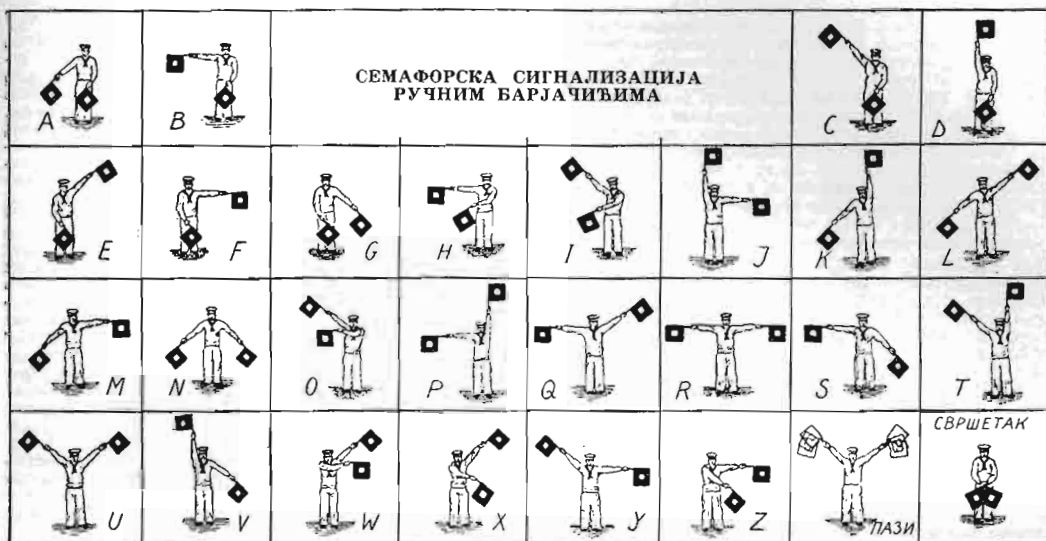 СЕМАФОРСКА СИГНАЛИЗАЦИЈА
РУЧНИМ БАРЈАЧИЋИМА
A B C D
E F G H I J K L
M N O P Q R S T
СВРШЕТАК
U V W X Y Z ПАЗИ